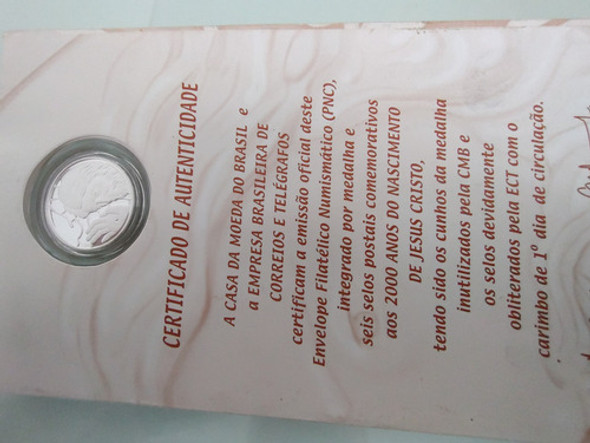 CERTIFICADO DE AUTENTICIDADE
A CASA DA MOEDA DO BRASIL e
a EMPRESA BRASILEIRA DE
CORREIOS E TELÉGRAFOS
certificam a emissão oficial deste
Envelope Filatélico Numismático (PNC),
integrado por medalha e
seis selos postais comemorativos
aos 2000 ANOS DO NASCIMENTO
DE JESUS CRISTO,
tendo sido os cunhos da medalha
inutilizados pela CMB e
os selos devidamente
obliterados pela ECT com o
carimbo de 1º dia de circulação.